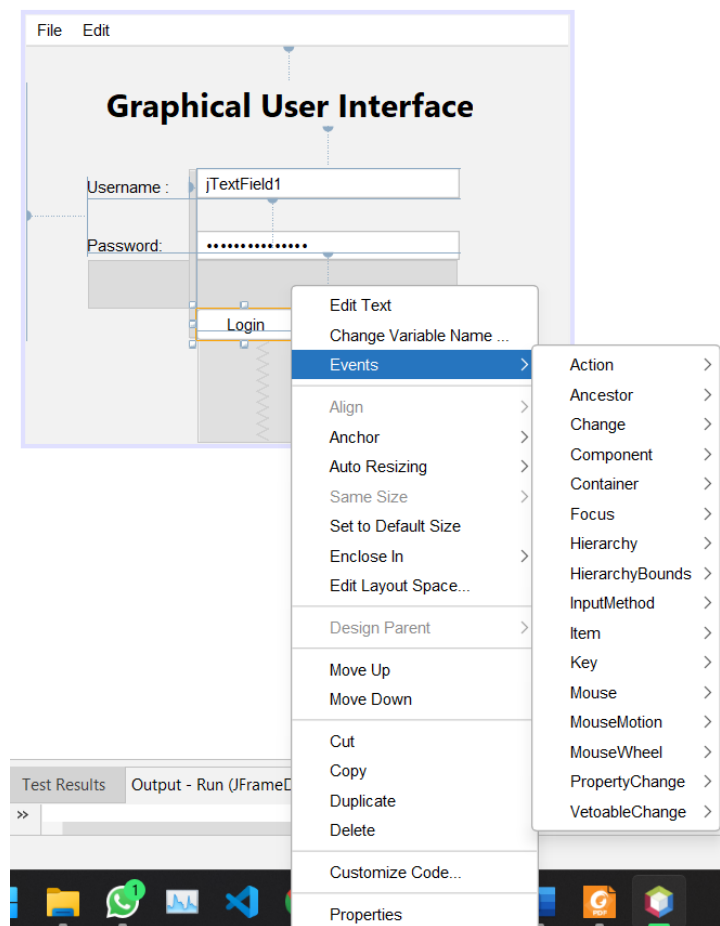 File Edit
Graphical User Interface
Username : jTextField1
Password:
Login
Edit Text
Change Variable Name ...
Events
Align
Anchor
Auto Resizing
Same Size
Set to Default Size
Enclose In
Edit Layout Space...
Design Parent
Move Up
Move Down
Cut
Copy
Duplicate
Delete
Customize Code...
Properties
Action
Ancestor
Change
Component
Container
Focus
Hierarchy
HierarchyBounds
InputMethod
Item
Key
Mouse
MouseMotion
MouseWheel
PropertyChange
VetoableChange
Test Results Output - Run (JFrameD
1
G
PDF